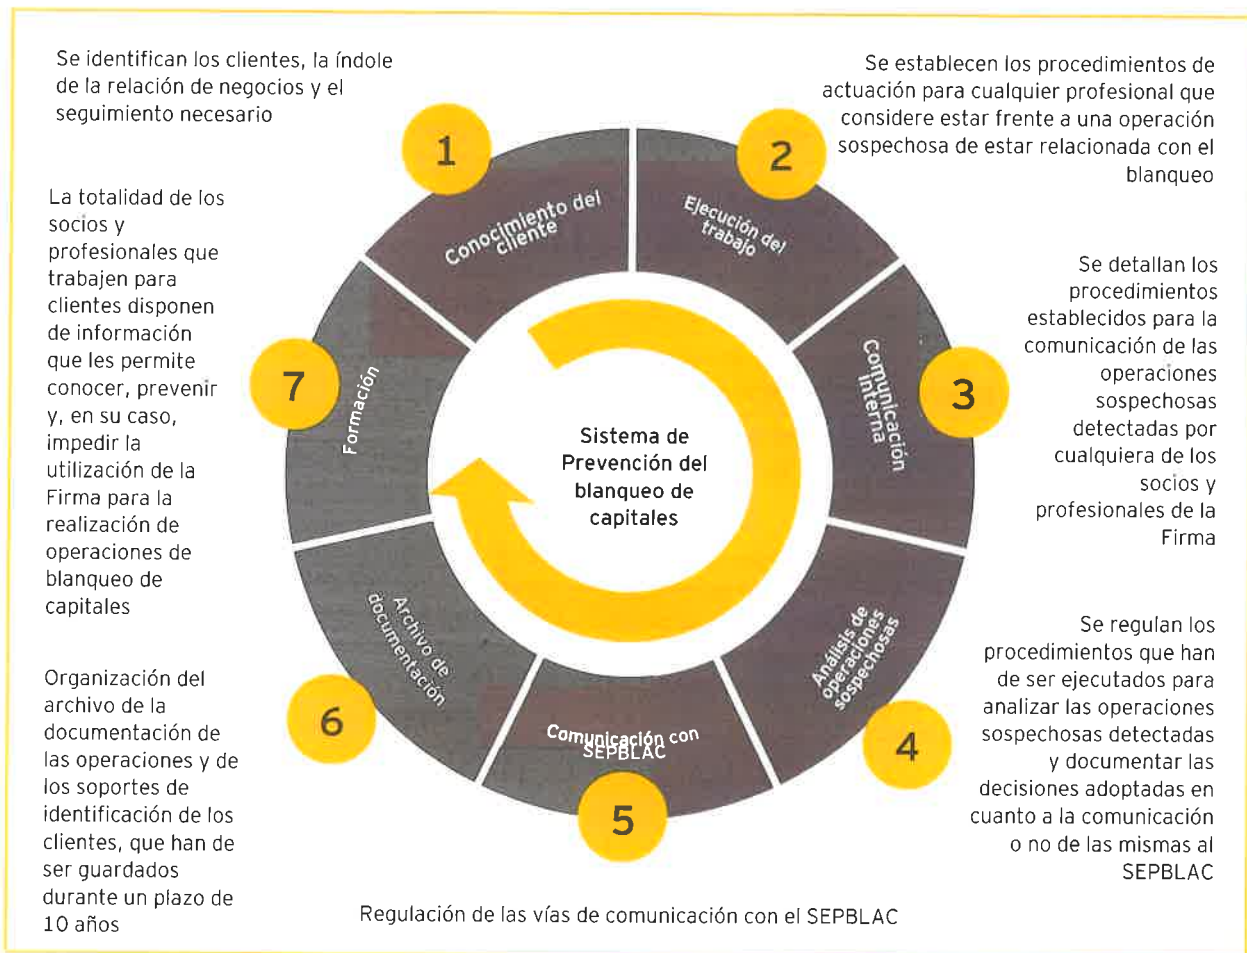 Se identifican los clientes, la índole
de la relación de negocios y el
seguimiento necesario
1
Conocimiento del
cliente
Se establecen los procedimientos de
actuación para cualquier profesional que
considere estar frente a una operación
sospechosa de estar relacionada con el
blanqueo
2
Ejecución del
trabajo
Se detallan los
procedimientos
establecidos para la
comunicación de las
operaciones
sospechosas
detectadas por
cualquiera de los
socios y
profesionales de la
Firma
3
Comunicación
interna
Se regulan los
procedimientos que han
de ser ejecutados para
analizar las operaciones
sospechosas detectadas
y documentar las
decisiones adoptadas en
cuanto a la comunicación
o no de las mismas al
SEPBLAC
4
Análisis de
operaciones
sospechosas
Comunicación con
SEPBLAC
5
Regulación de las vías de comunicación con el SEPBLAC
Archivo de
documentación
6
Organización del
archivo de la
documentación de
las operaciones y de
los soportes de
identificación de los
clientes, que han de
ser guardados
durante un plazo de
10 años
Formación
7
La totalidad de los
socios y
profesionales que
trabajen para
clientes disponen
de información
que les permite
conocer, prevenir
y, en su caso,
impedir la
utilización de la
Firma para la
realización de
operaciones de
blanqueo de
capitales
Sistema de
Prevención del
blanqueo de
capitales